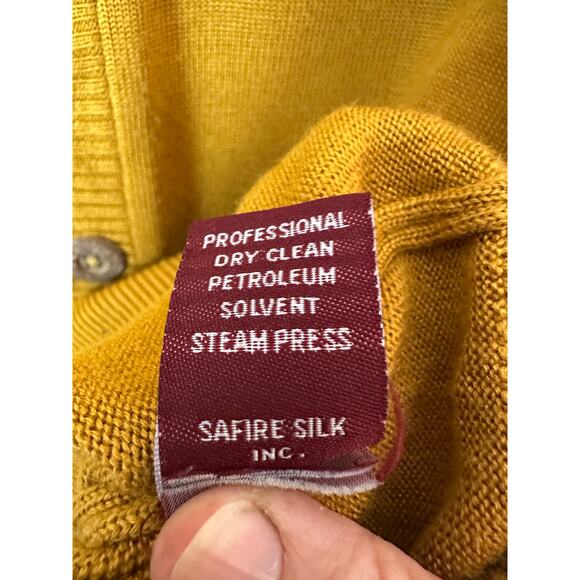 PROFESSIONAL
DRY CLEAN
PETROLEUM
SOLVENT
STEAM PRESS
SAFIRE SILK
INC.